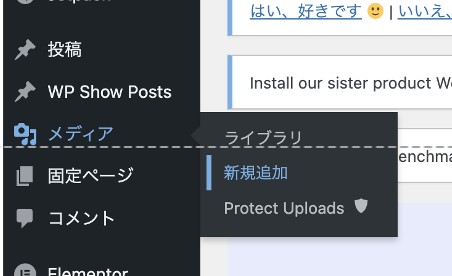 はい、好きです 🙂 | いいえ、
投稿
Install our sister product
WP Show Posts
メディア
ライブラリ
新規追加
固定ページ
Protect Uploads
コメント
Elementor